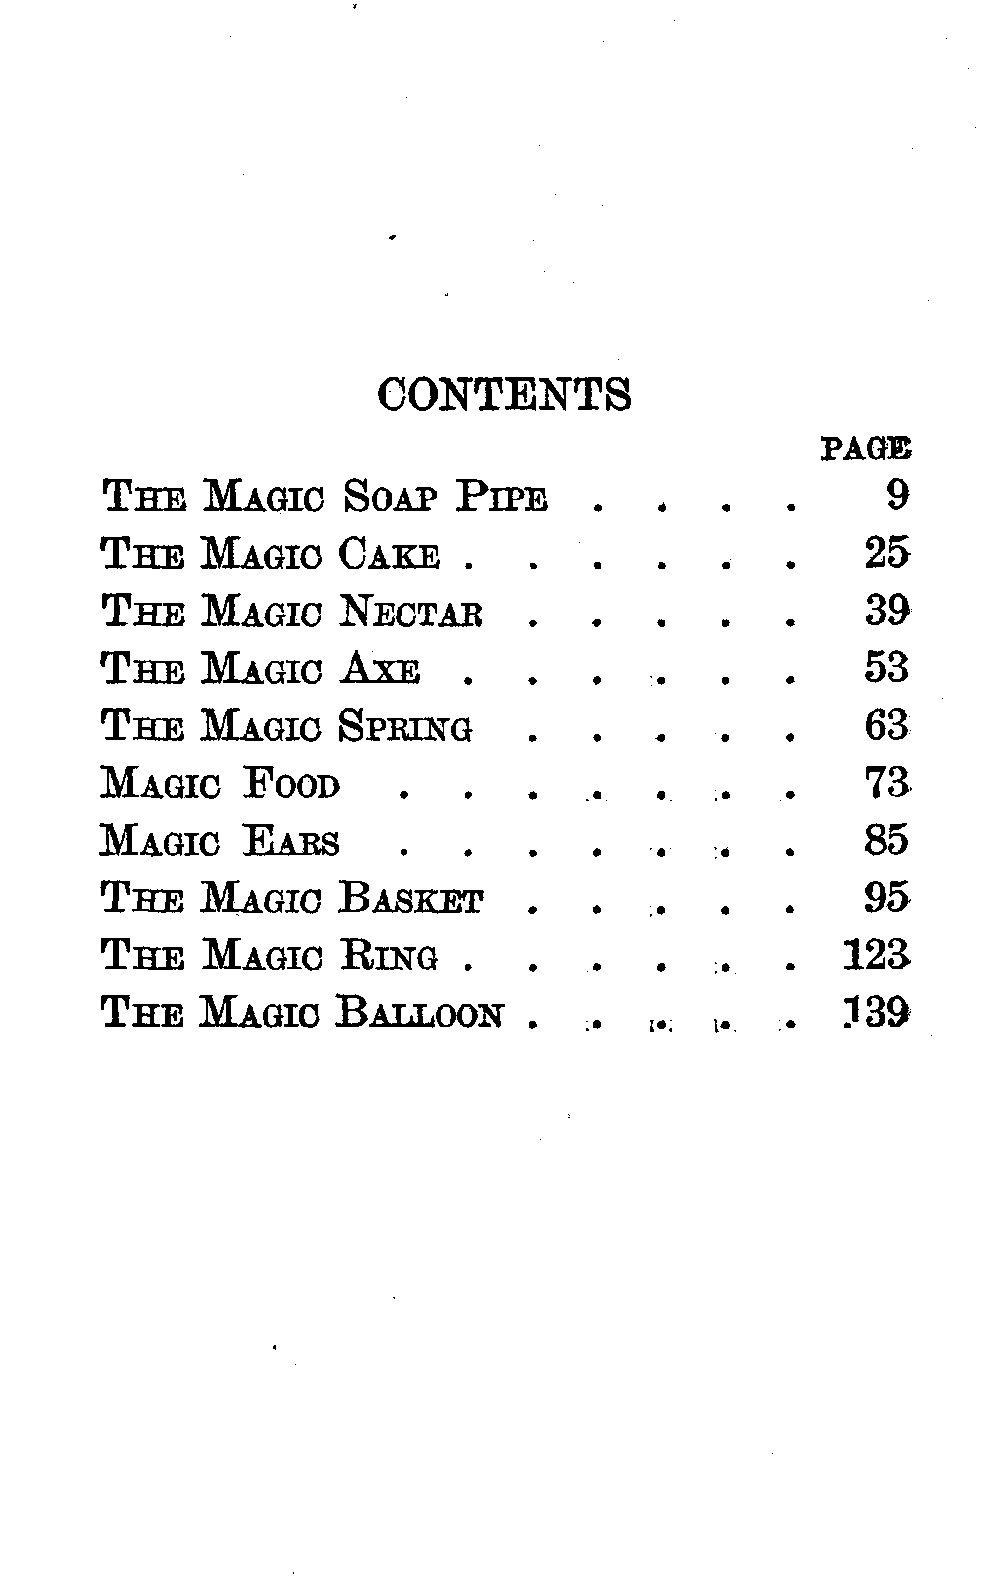 CONTENTS
PAGE
The Magic Soap Pipe . . . . 9
The Magic Cake . . . . . . 25
The Magic Nectar . . . . . 39
The Magic Axe . . . . . . 53
The Magic Spring . . . . . 63
Magic Food . . . . . . . 73
Magic Ears . . . . . . . 85
The Magic Basket . . . . . 95
The Magic Ring . . . . . . 123
The Magic Balloon . . . . . 139